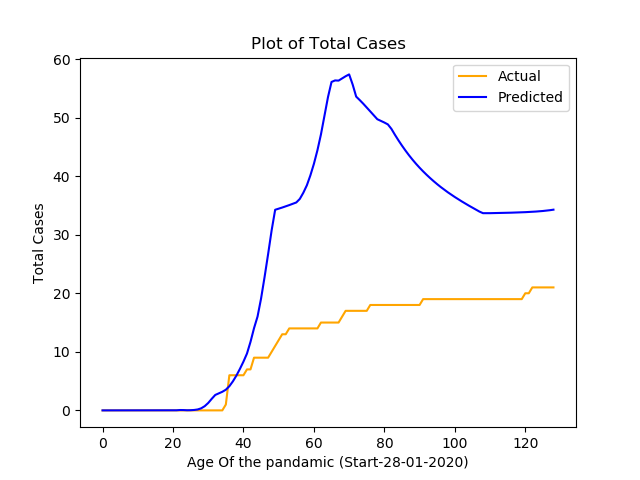 Plot of Total Cases
Actual
Predicted
60
50
40
30
20
10
0
Total Cases
0 20 40 60 80 100 120
Age Of the pandamic (Start-28-01-2020)